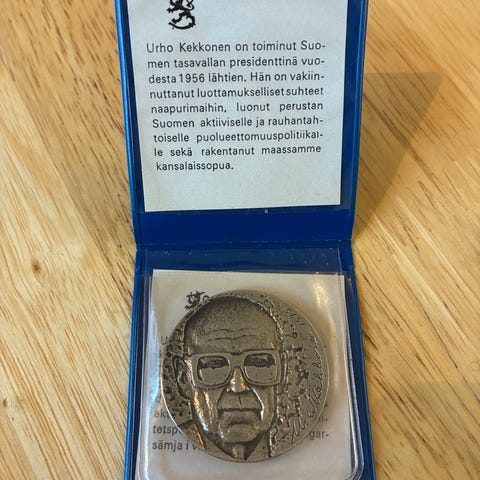 Urho Kekkonen on toiminut Suo-
men tasavallan presidenttinä vuo-
desta 1956 lähtien. Hän on vakiin-
nuttanut luottamukselliset suhteet
naapurimaihin, luonut perustan
Suomen aktiiviselle ja rauhantah-
toiselle puolueettomuuspolitiikal-
le sekä rakentanut maassamme
kansalaissopua.